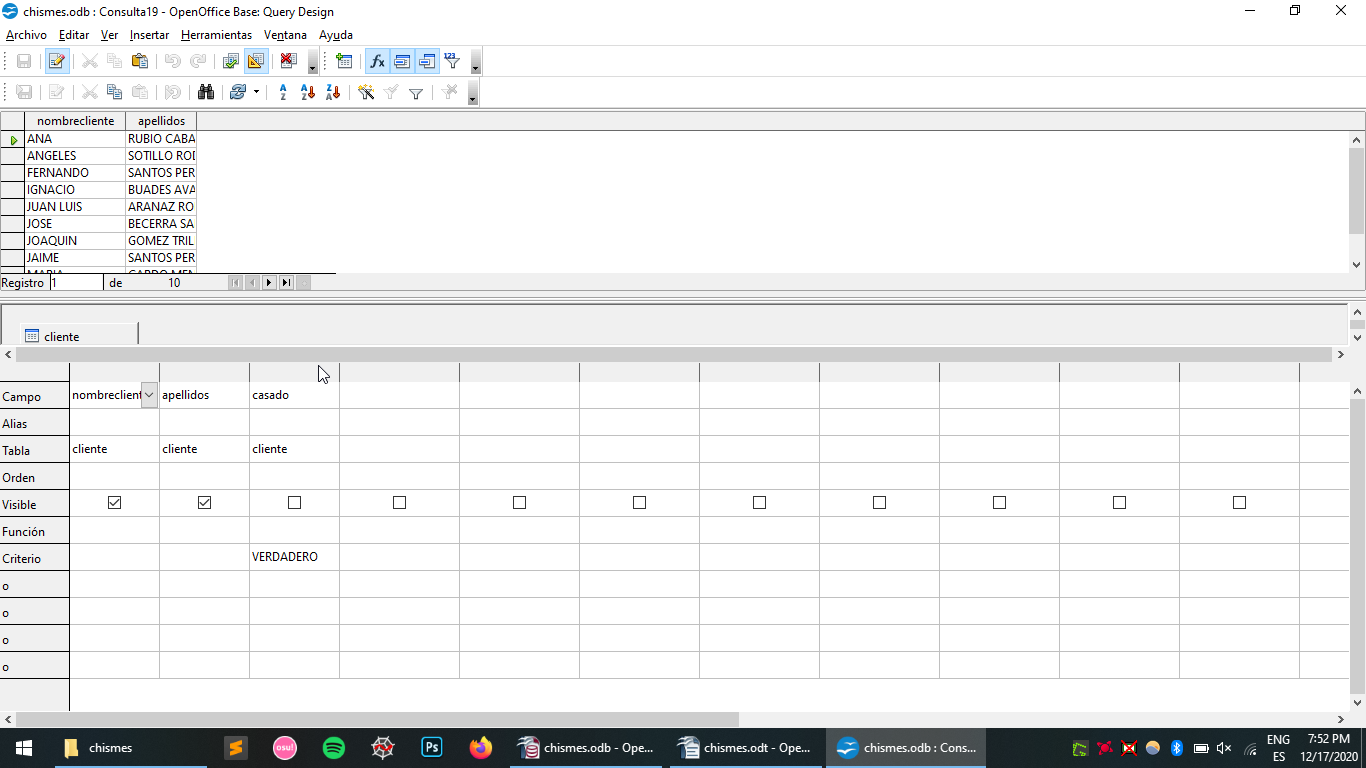 chismes.odb : Consulta19 - OpenOffice Base: Query Design
Archivo Editar Ver Insertar Herramientas Ventana Ayuda
nombrecliente apellidos
ANA RUBIO CABA
ANGELES SOTILLO ROI
FERNANDO SANTOS PER
IGNACIO BUADES AVA
JUAN LUIS ARANAZ RO
JOSE BECERRA SA
JOAQUIN GOMEZ TRIL
JAIME SANTOS PER
Registro 1 de 10
cliente
Campo nombreclient apellidos casado
Alias
Tabla cliente cliente cliente
Orden
Visible
Función
Criterio VERDADERO
o
o
o
o
chismes osu! Ps chismes.odb - Ope... chismes.odt - Ope... chismes.odb : Cons... ENG 7:52 PM
ES 12/17/2020